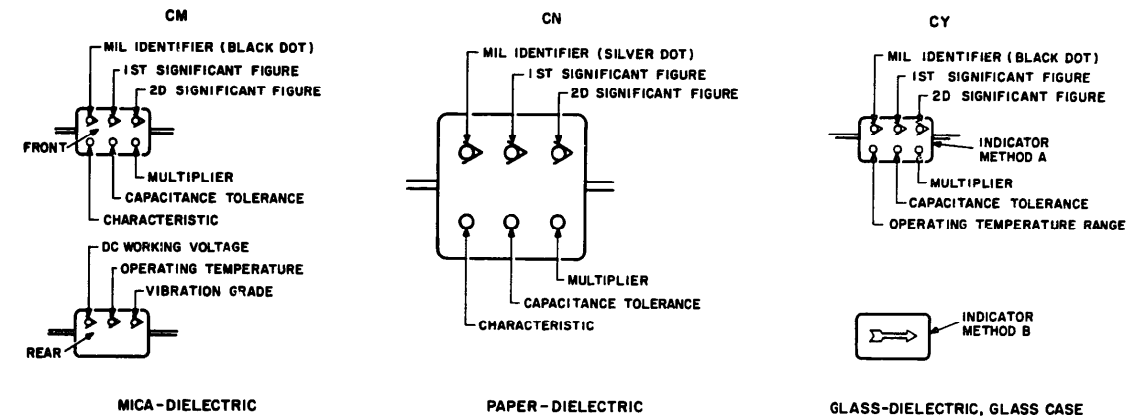 CM
MIL IDENTIFIER (BLACK DOT)
1ST SIGNIFICANT FIGURE
2D SIGNIFICANT FIGURE
FRONT
MULTIPLIER
CAPACITANCE TOLERANCE
CHARACTERISTIC
DC WORKING VOLTAGE
OPERATING TEMPERATURE
VIBRATION GRADE
REAR
MICA-DIELECTRIC
CN
MIL IDENTIFIER (SILVER DOT)
1ST SIGNIFICANT FIGURE
2D SIGNIFICANT FIGURE
MULTIPLIER
CAPACITANCE TOLERANCE
CHARACTERISTIC
PAPER-DIELECTRIC
CY
MIL IDENTIFIER (BLACK DOT)
1ST SIGNIFICANT FIGURE
2D SIGNIFICANT FIGURE
INDICATOR
METHOD A
MULTIPLIER
CAPACITANCE TOLERANCE
OPERATING TEMPERATURE RANGE
INDICATOR
METHOD B
GLASS-DIELECTRIC, GLASS CASE